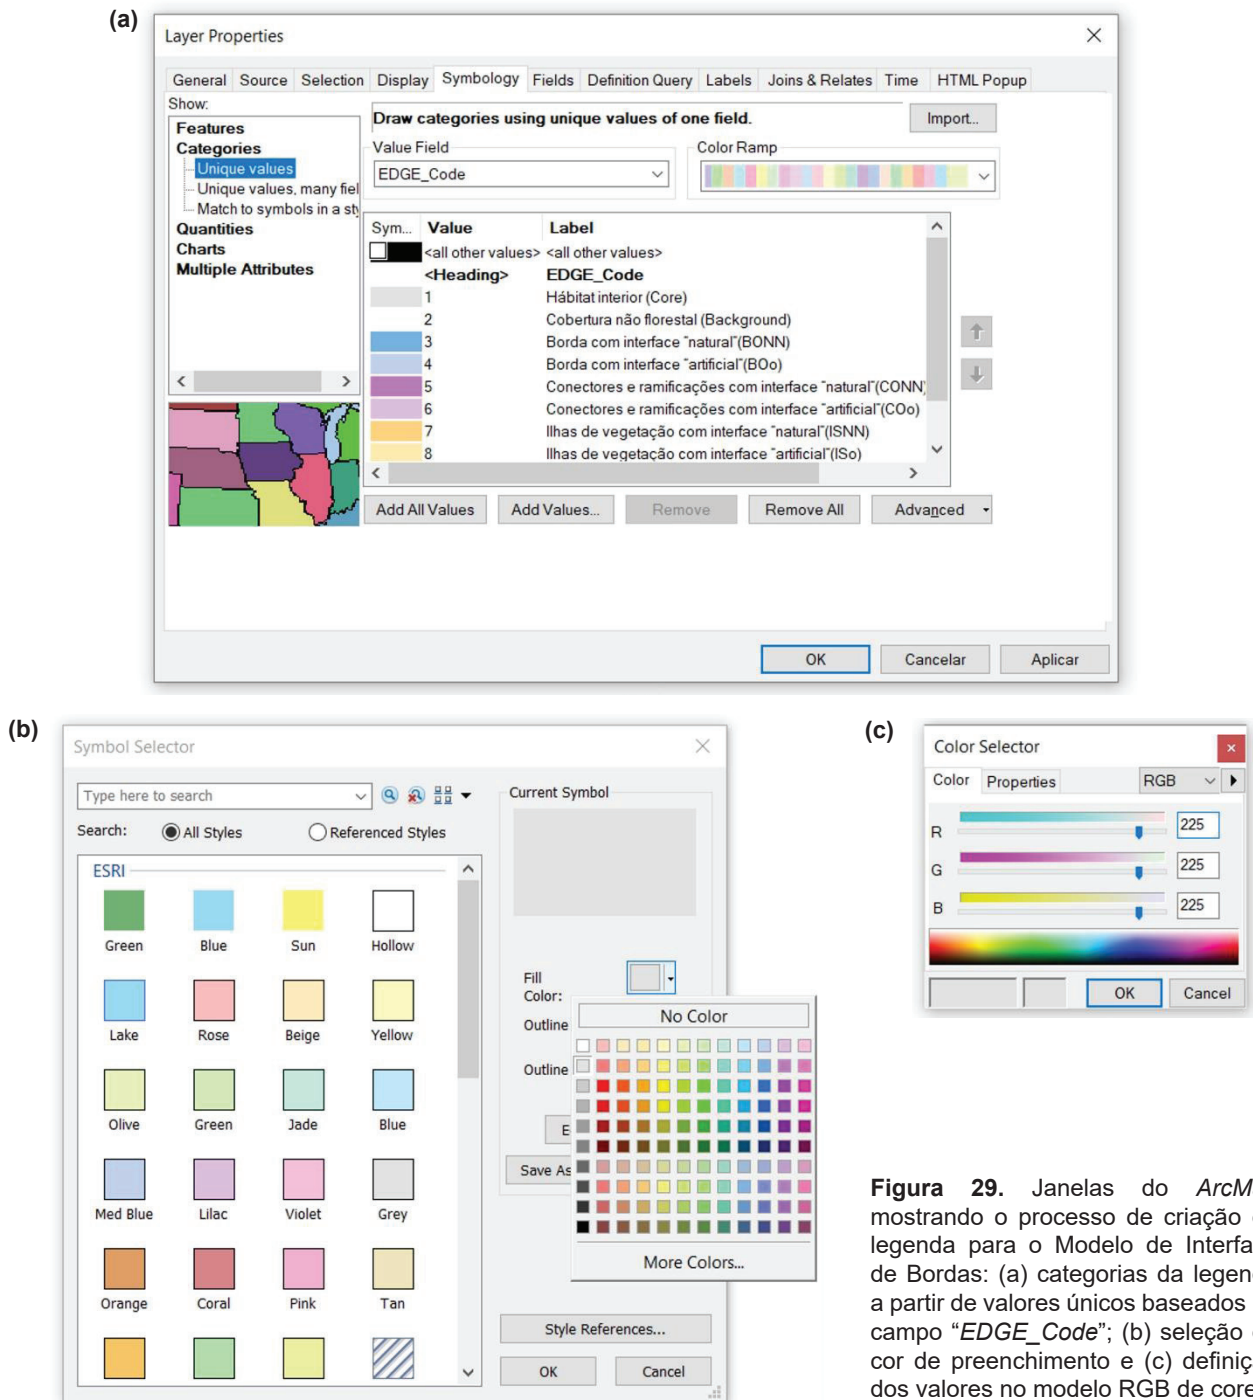 (a)
Layer Properties
General Source Selection Display Symbology Fields Definition Query Labels Joins & Relates Time HTML Popup
Show:
Features
Categories
Unique values
Unique values, many fiel
Match to symbols in a sty
Quantities
Charts
Multiple Attributes
Draw categories using unique values of one field.
Import...
Value Field
EDGE_Code
Color Ramp
Sym... Value Label
<all other values> <all other values>
<Heading> EDGE_Code
1 Hábitat interior (Core)
2 Cobertura não florestal (Background)
3 Borda com interface ˜natural˜(BONN)
4 Borda com interface ˜artificial˜(BOo)
5 Conectores e ramificações com interface ˜natural˜(CONN)
6 Conectores e ramificações com interface ˜artificial˜(COo)
7 Ilhas de vegetação com interface ˜natural˜(ISNN)
8 Ilhas de vegetação com interface ˜artificial˜(ISo)
Add All Values Add Values... Remove Remove All Advanced
OK Cancelar Aplicar
(b)
Symbol Selector
Type here to search
Search: All Styles Referenced Styles
ESRI
Green Blue Sun Hollow
Lake Rose Beige Yellow
Olive Green Jade Blue
Med Blue Lilac Violet Grey
Orange Coral Pink Tan
Current Symbol
Fill
Color:
Outline
Outline
E
Save As
No Color
More Colors...
Style References...
OK Cancel
(c)
Color Selector
Color Properties RGB
R 225
G 225
B 225
OK Cancel
Figura 29. Janelas do ArcM
mostrando o processo de criação
legenda para o Modelo de Interfa
de Bordas: (a) categorias da legen
a partir de valores únicos baseados
campo “EDGE_Code”; (b) seleção
cor de preenchimento e (c) definiç
dos valores no modelo RGB de core